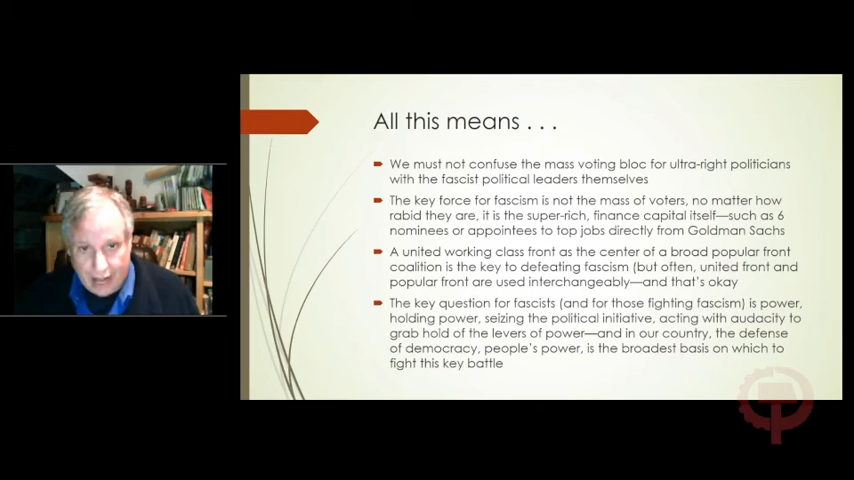 All this means . . .
We must not confuse the mass voting bloc for ultra-right politicians
with the fascist political leaders themselves
The key force for fascism is not the mass of voters, no matter how
rabid they are, it is the super-rich, finance capital itself—such as 6
nominees or appointees to top jobs directly from Goldman Sachs
A united working class front as the center of a broad popular front
coalition is the key to defeating fascism (but often, united front and
popular front are used interchangeably—and that's okay
The key question for fascists (and for those fighting fascism) is power,
holding power, seizing the political initiative, acting with audacity to
grab hold of the levers of power—and in our country, the defense
of democracy, people's power, is the broadest basis on which to
fight this key battle